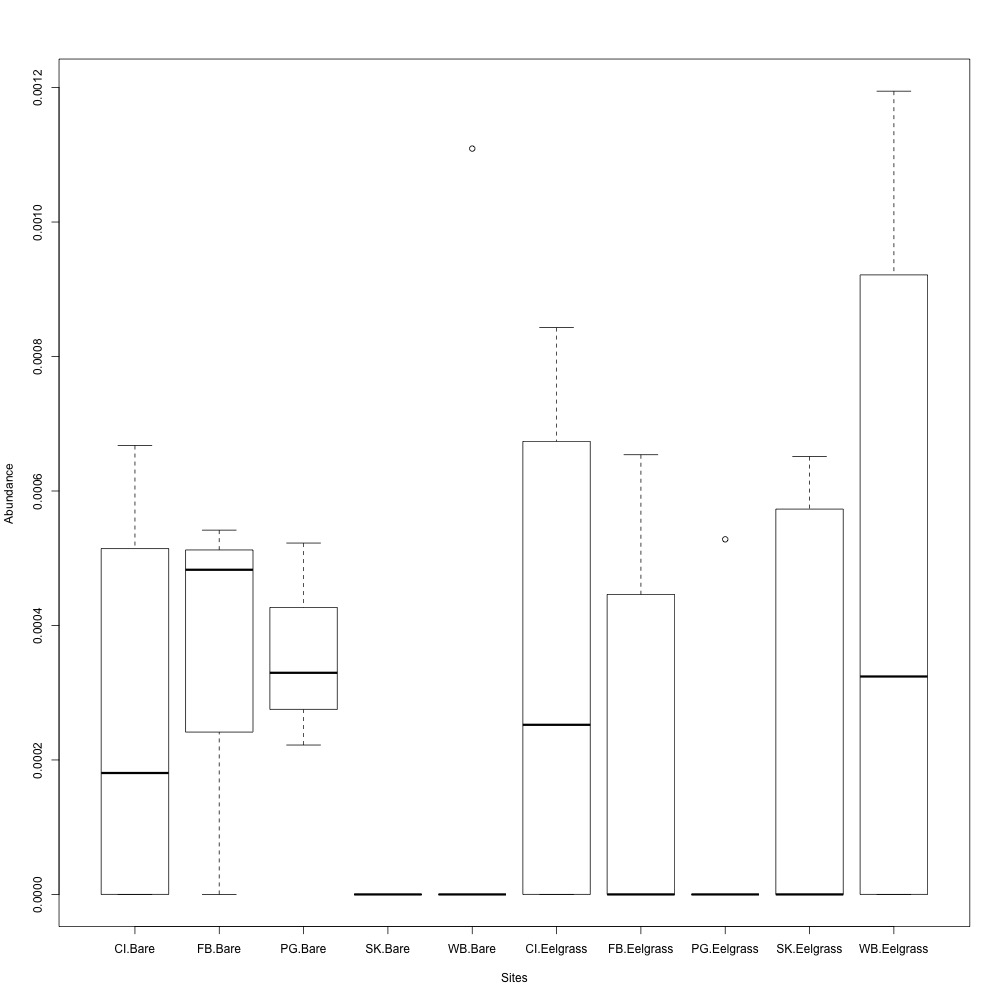 0.0012
0.0010
0.0008
0.0006
0.0004
0.0002
0.0000
Abundance
CI.Bare FB.Bare PG.Bare SK.Bare WB.Bare CI.Eelgrass FB.Eelgrass PG.Eelgrass SK.Eelgrass WB.Eelgrass
Sites